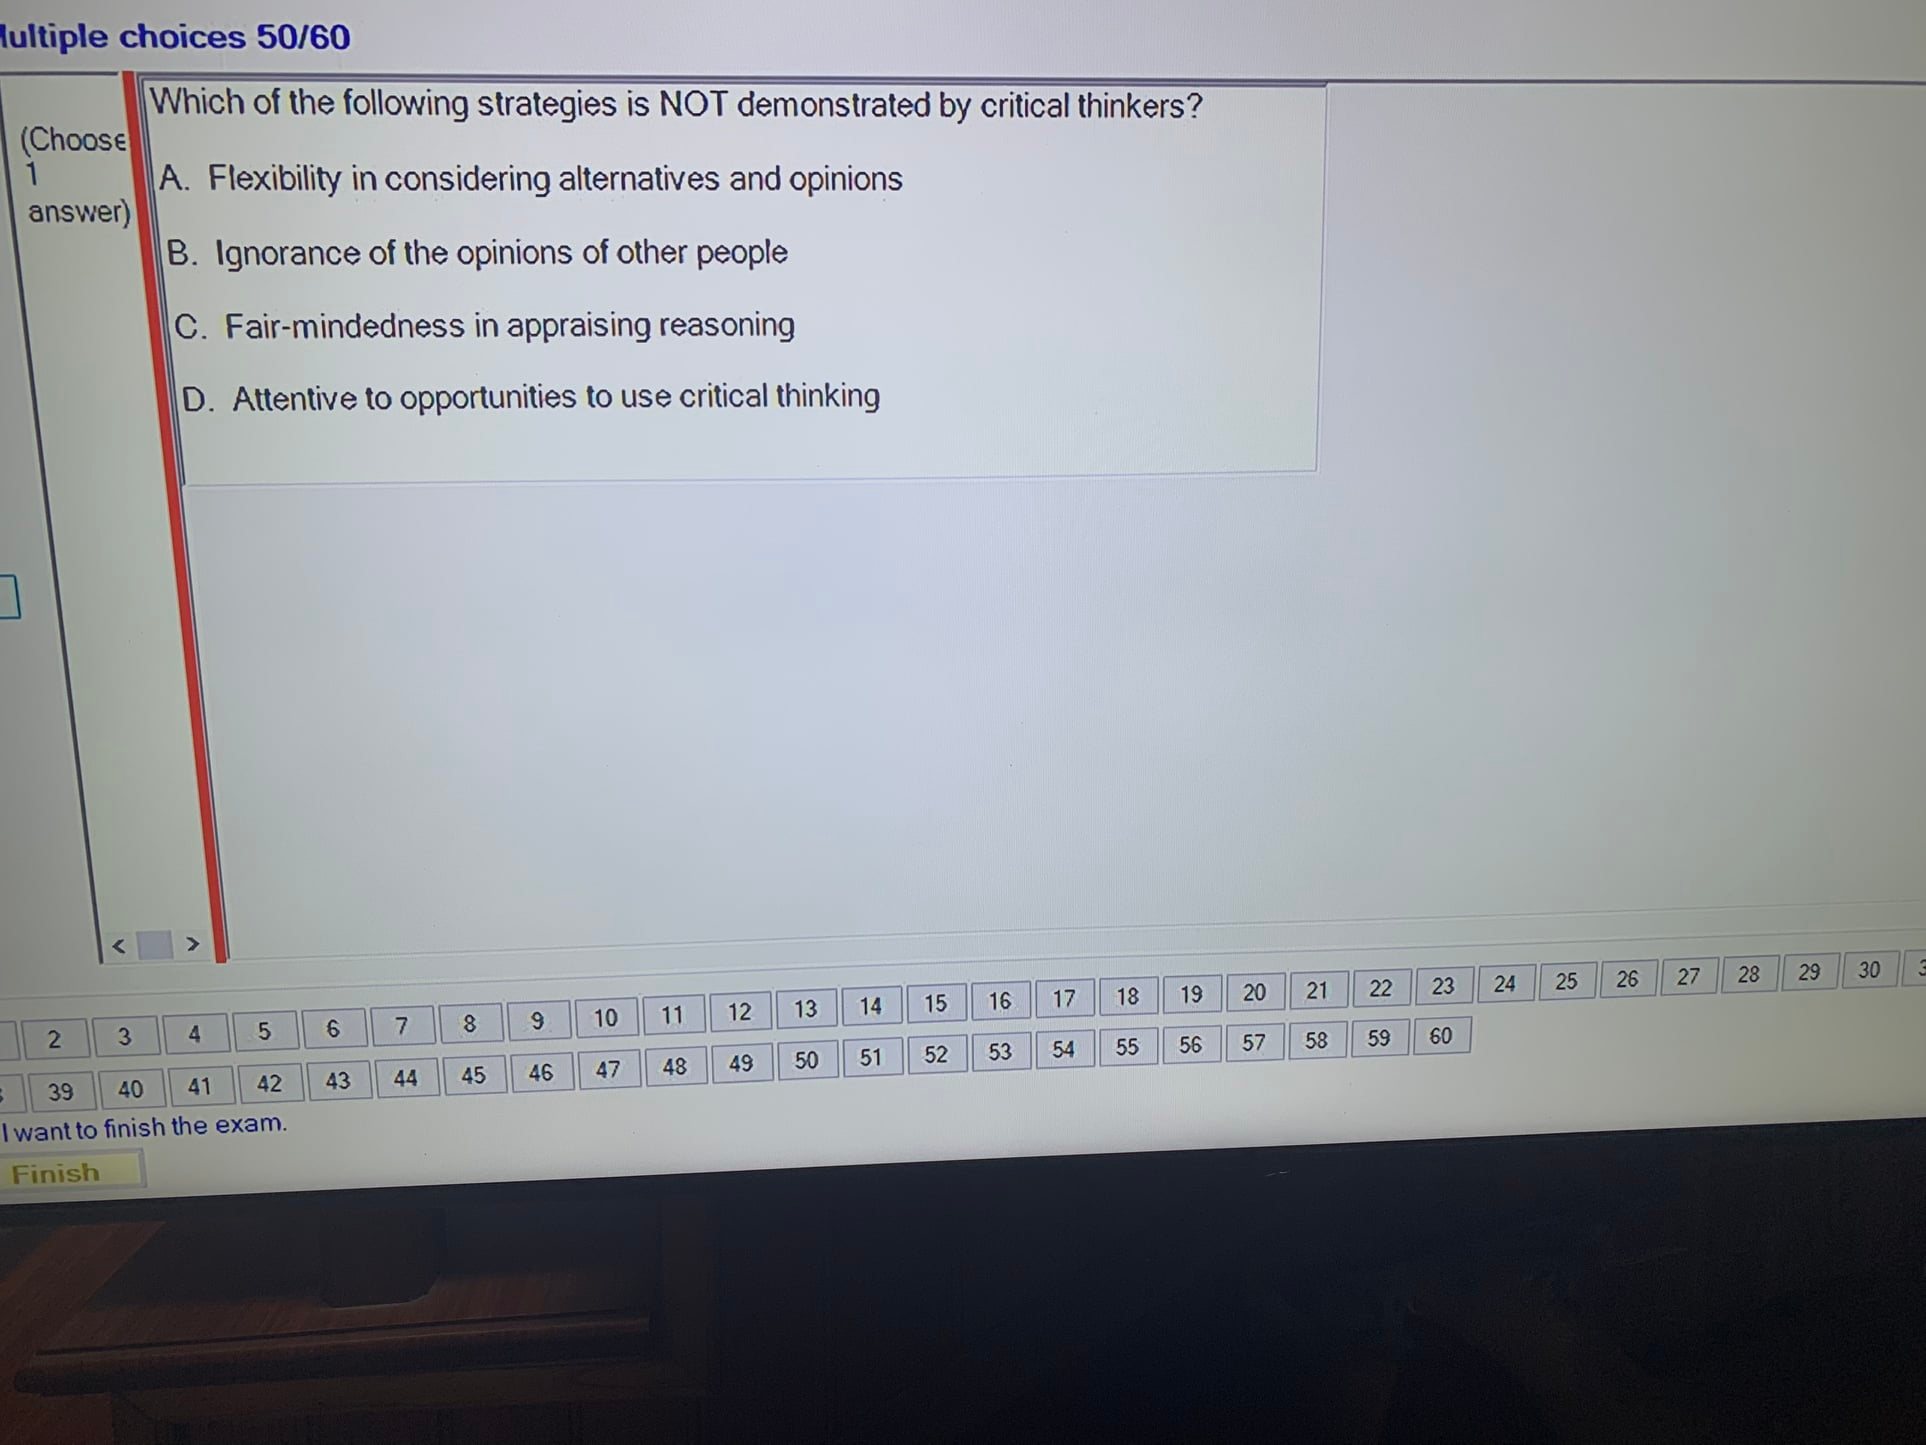 ultiple choices 50/60
(Choose
1
answer)
Which of the following strategies is NOT demonstrated by critical thinkers?
A. Flexibility in considering alternatives and opinions
B. Ignorance of the opinions of other people
C. Fair-mindedness in appraising reasoning
D. Attentive to opportunities to use critical thinking
< >
2 3 4 5 6 7 8 9 10 11 12 13 14 15 16 17 18 19 20 21 22 23 24 25 26 27 28 29 30
39 40 41 42 43 44 45 46 47 48 49 50 51 52 53 54 55 56 57 58 59 60
I want to finish the exam.
Finish